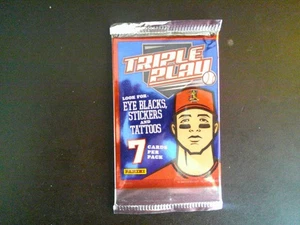 TRIPLE
PLAY
LOOK FOR
EYE BLACKS,
STICKERS
AND
TATTOOS
7 CARDS
PER
PACK
PANINI